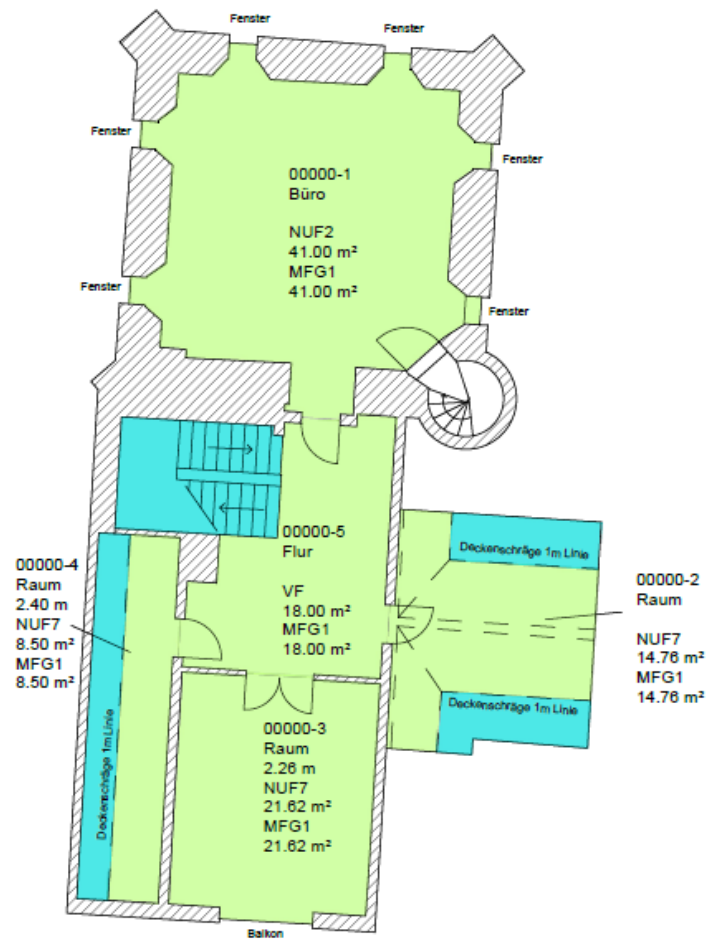 Fenster
Fenster
Fenster
Fenster
00000-1
Büro
NUF2
41.00 m²
MFG1
41.00 m²
Fenster
Fenster
00000-5
Flur
VF
18.00 m²
MFG1
18.00 m²
Deckenschräge 1m Linie
00000-4
Raum
2.40 m
NUF7
8.50 m²
MFG1
8.50 m²
00000-2
Raum
NUF7
14.76 m²
MFG1
14.76 m²
Deckenschräge 1m Linie
Deckenschräge 1m Linie
00000-3
Raum
2.26 m
NUF7
21.62 m²
MFG1
21.62 m²
Balkon